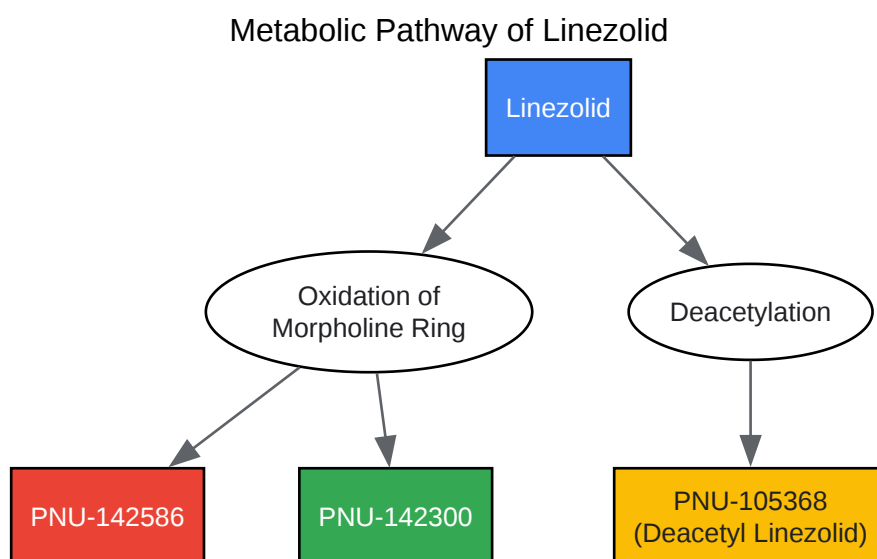 Metabolic Pathway of Linezolid
Linezolid
Oxidation of
Morpholine Ring
Deacetylation
PNU-142586
PNU-142300
PNU-105368
(Deacetyl Linezolid)